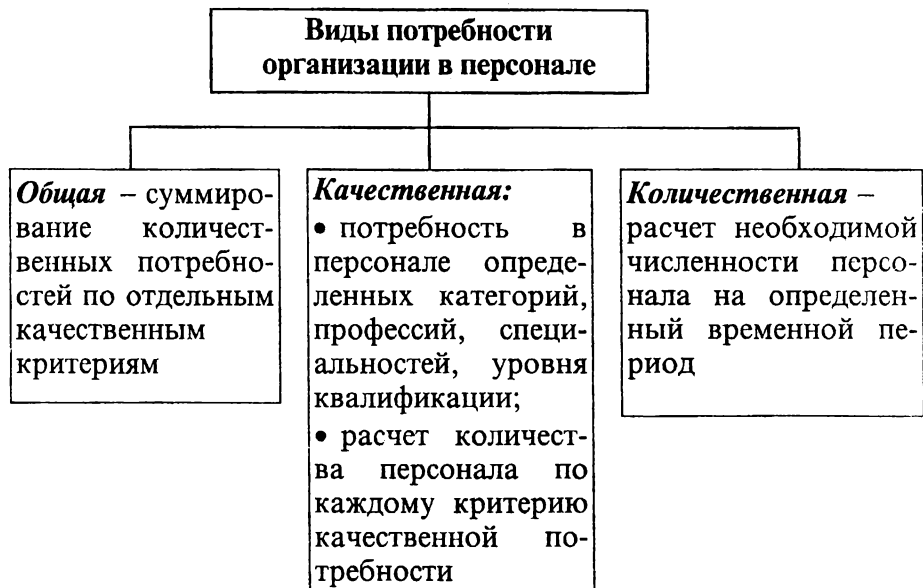 Виды потребности
организации в персонале
Общая – суммиро-
вание количест-
венных потребно-
стей по отдельным
качественным
критериям
Качественная:
• потребность в
персонале опреде-
ленных категорий,
профессий, специ-
альностей, уровня
квалификации;
• расчет количест-
ва персонала по
каждому критерию
качественной по-
требности
Количественная –
расчет необходимой
численности персо-
нала на определен-
ный временной пе-
риод